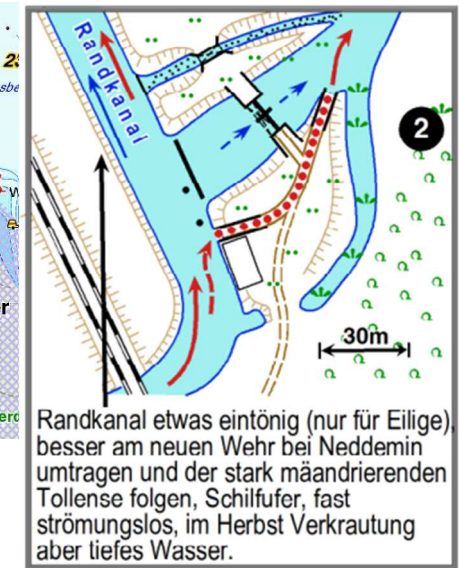 Randkanal
2
30m
Randkanal etwas eintönig (nur für Eilige),
besser am neuen Wehr bei Neddemin
umtragen und der stark mäandrierenden
Tollense folgen, Schilfufer, fast
strömungslos, im Herbst Verkrautung
aber tiefes Wasser.